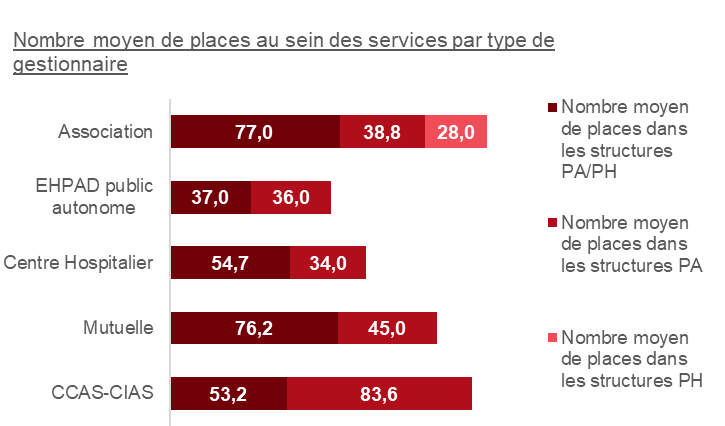 Nombre moyen de places au sein des services par type de
gestionnaire
Association
77,0
38,8
28,0
EHPAD public
autonome
37,0
36,0
Centre Hospitalier
54,7
34,0
Mutuelle
76,2
45,0
CCAS-CIAS
53,2
83,6
Nombre moyen
de places dans
les structures
PA/PH
Nombre moyen
de places dans
les structures PA
Nombre moyen
de places dans
les structures PH